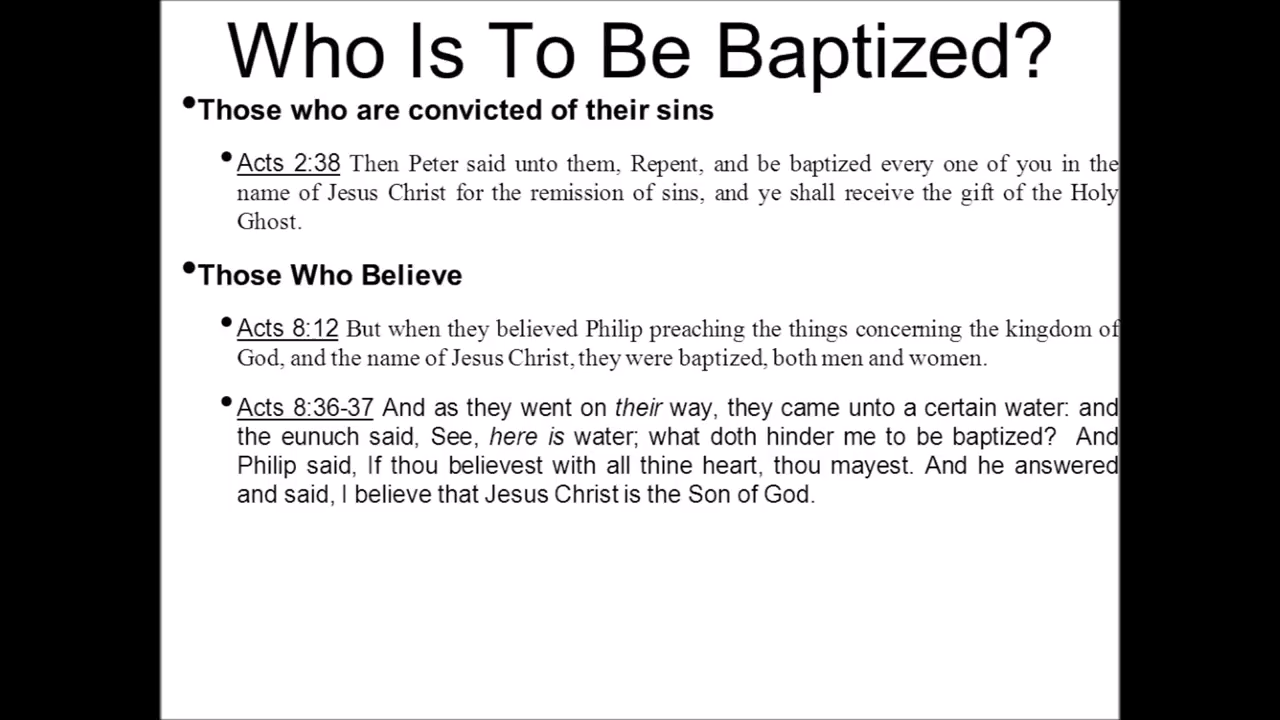 Who Is To Be Baptized?
•Those who are convicted of their sins
•Acts 2:38 Then Peter said unto them, Repent, and be baptized every one of you in the
name of Jesus Christ for the remission of sins, and ye shall receive the gift of the Holy
Ghost.
•Those Who Believe
•Acts 8:12 But when they believed Philip preaching the things concerning the kingdom of
God, and the name of Jesus Christ, they were baptized, both men and women.
•Acts 8:36-37 And as they went on their way, they came unto a certain water: and
the eunuch said, See, here is water; what doth hinder me to be baptized? And
Philip said, If thou believest with all thine heart, thou mayest. And he answered
and said, I believe that Jesus Christ is the Son of God.